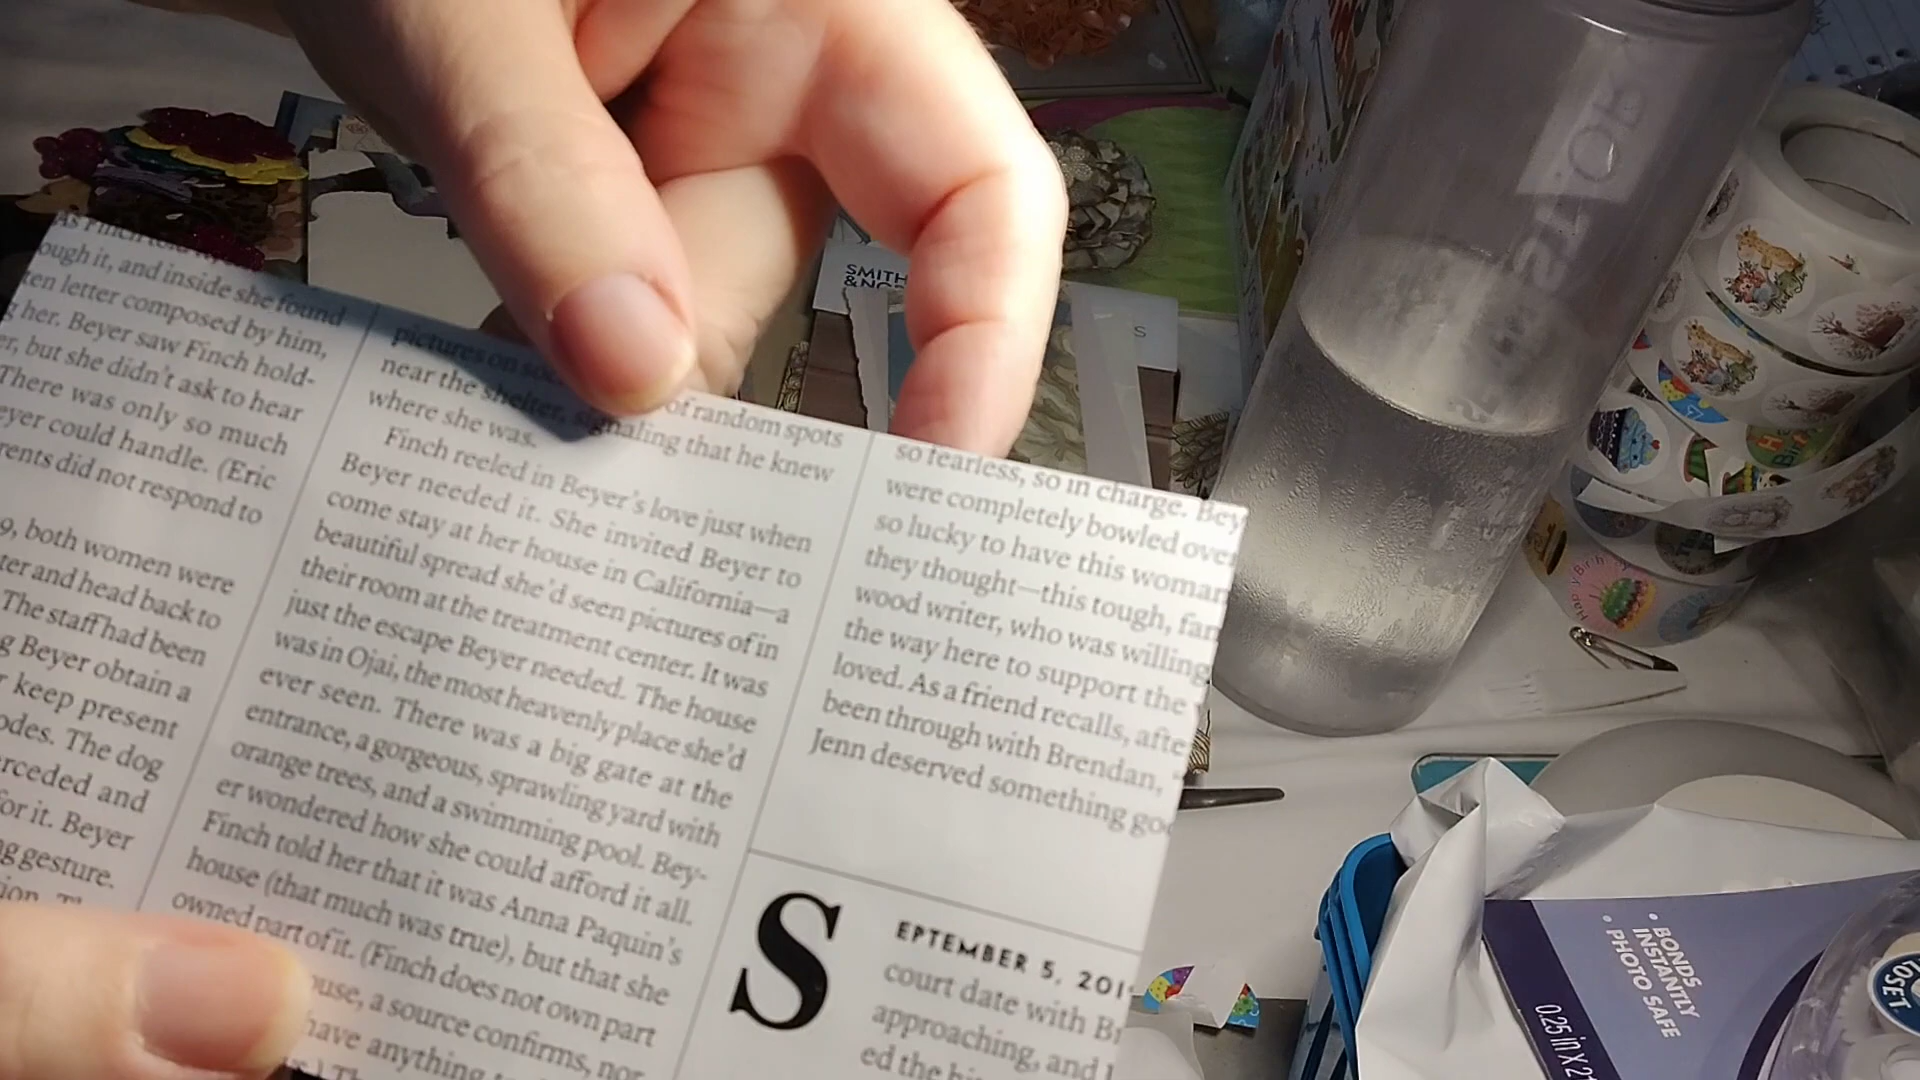 ough it, and inside she found
ten letter composed by him,
her. Beyer saw Finch hold-
er, but she didn't ask to hear
There was only so much
eyer could handle. (Eric
rents did not respond to
9, both women were
ter and head back to
The staff had been
g Beyer obtain a
r keep present
odes. The dog
rceded and
for it. Beyer
ng gesture.
pictures on
near the shelter, signaling that he knew
of random spots
where she was.
Finch reeled in Beyer's love just when
Beyer needed it. She invited Beyer to
come stay at her house in California—a
beautiful spread she'd seen pictures of in
their room at the treatment center. It was
just the escape Beyer needed. The house
was in Ojai, the most heavenly place she'd
ever seen. There was a big gate at the
entrance, a gorgeous, sprawling yard with
orange trees, and a swimming pool. Bey-
er wondered how she could afford it all.
Finch told her that it was Anna Paquin's
house (that much was true), but that she
owned part of it. (Finch does not own part
ouse, a source confirms, nor
have anything
so fearless, so in charge. Bey
were completely bowled over
so lucky to have this woman
they thought—this tough, fan
wood writer, who was willing
the way here to support the
loved. As a friend recalls, afte
been through with Brendan,
Jenn deserved something goo
SEPTEMBER 5, 201
court date with Br
approaching, and
ed the
SMITH
&NO
S
BONDS
INSTANTLY
PHOTO SAFE
0.25 in X 2
Happy Birth